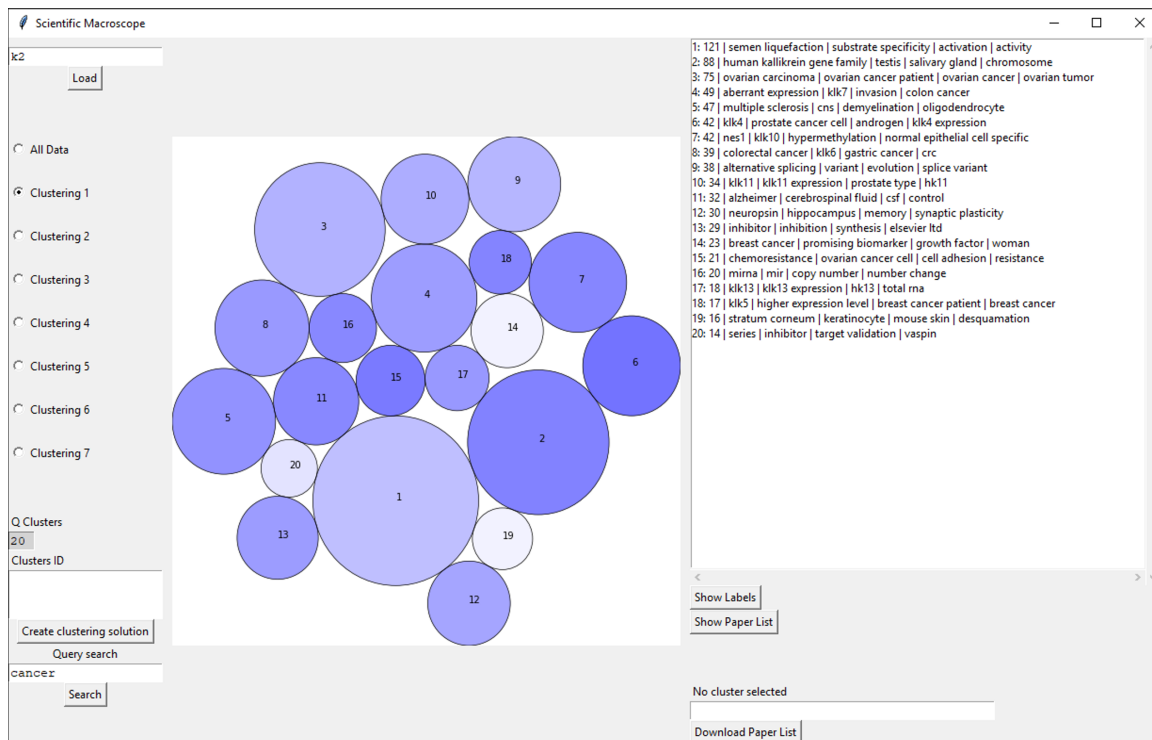 Scientific Macroscope
k2
Load
All Data
Clustering 1
Clustering 2
Clustering 3
Clustering 4
Clustering 5
Clustering 6
Clustering 7
Q Clusters
20
Clusters ID
Create clustering solution
Query search
cancer
Search
9
10
3
18
7
4
8
16
14
6
15
17
11
5
2
20
1
13
19
12
1: 121 | semen liquefaction | substrate specificity | activation | activity
2: 88 | human kallikrein gene family | testis | salivary gland | chromosome
3: 75 | ovarian carcinoma | ovarian cancer patient | ovarian cancer | ovarian tumor
4: 49 | aberrant expression | klk7 | invasion | colon cancer
5: 47 | multiple sclerosis | cns | demyelination | oligodendrocyte
6: 42 | klk4 | prostate cancer cell | androgen | klk4 expression
7: 42 | nes1 | klk10 | hypermethylation | normal epithelial cell specific
8: 39 | colorectal cancer | klk6 | gastric cancer | crc
9: 38 | alternative splicing | variant | evolution | splice variant
10: 34 | klk11 | klk11 expression | prostate type | hk11
11: 32 | alzheimer | cerebrospinal fluid | csf | control
12: 30 | neuropsin | hippocampus | memory | synaptic plasticity
13: 29 | inhibitor | inhibition | synthesis | elsevier ltd
14: 23 | breast cancer | promising biomarker | growth factor | woman
15: 21 | chemoresistance | ovarian cancer cell | cell adhesion | resistance
16: 20 | mirna | mir | copy number | number change
17: 18 | klk13 | klk13 expression | hk13 | total rna
18: 17 | klk5 | higher expression level | breast cancer patient | breast cancer
19: 16 | stratum corneum | keratinocyte | mouse skin | desquamation
20: 14 | series | inhibitor | target validation | vaspin
Show Labels
Show Paper List
No cluster selected
Download Paper List